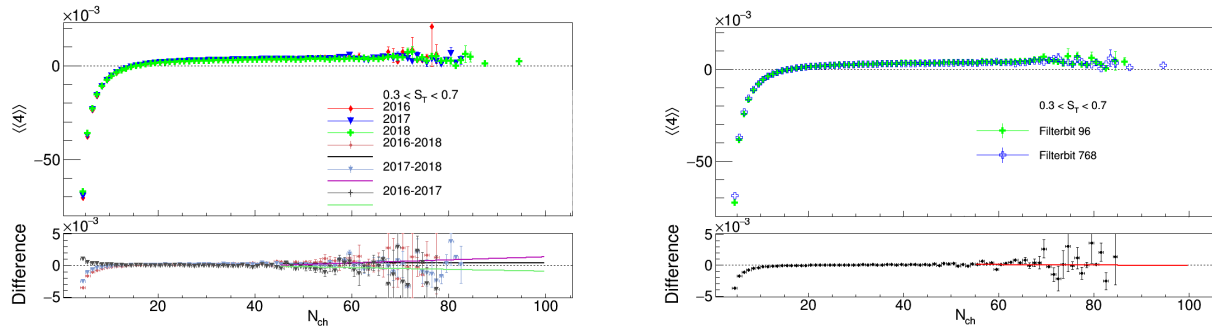 ×10⁻³
⟨⟨4⟩⟩
0
−50
0.3 < S_T < 0.7
2016
2017
2018
2016-2018
2017-2018
2016-2017
×10⁻³
Difference
5
0
−5
20 40 60 80 100
N_ch
×10⁻³
⟨⟨4⟩⟩
0
−50
0.3 < S_T < 0.7
Filterbit 96
Filterbit 768
×10⁻³
Difference
5
0
−5
20 40 60 80 100
N_ch